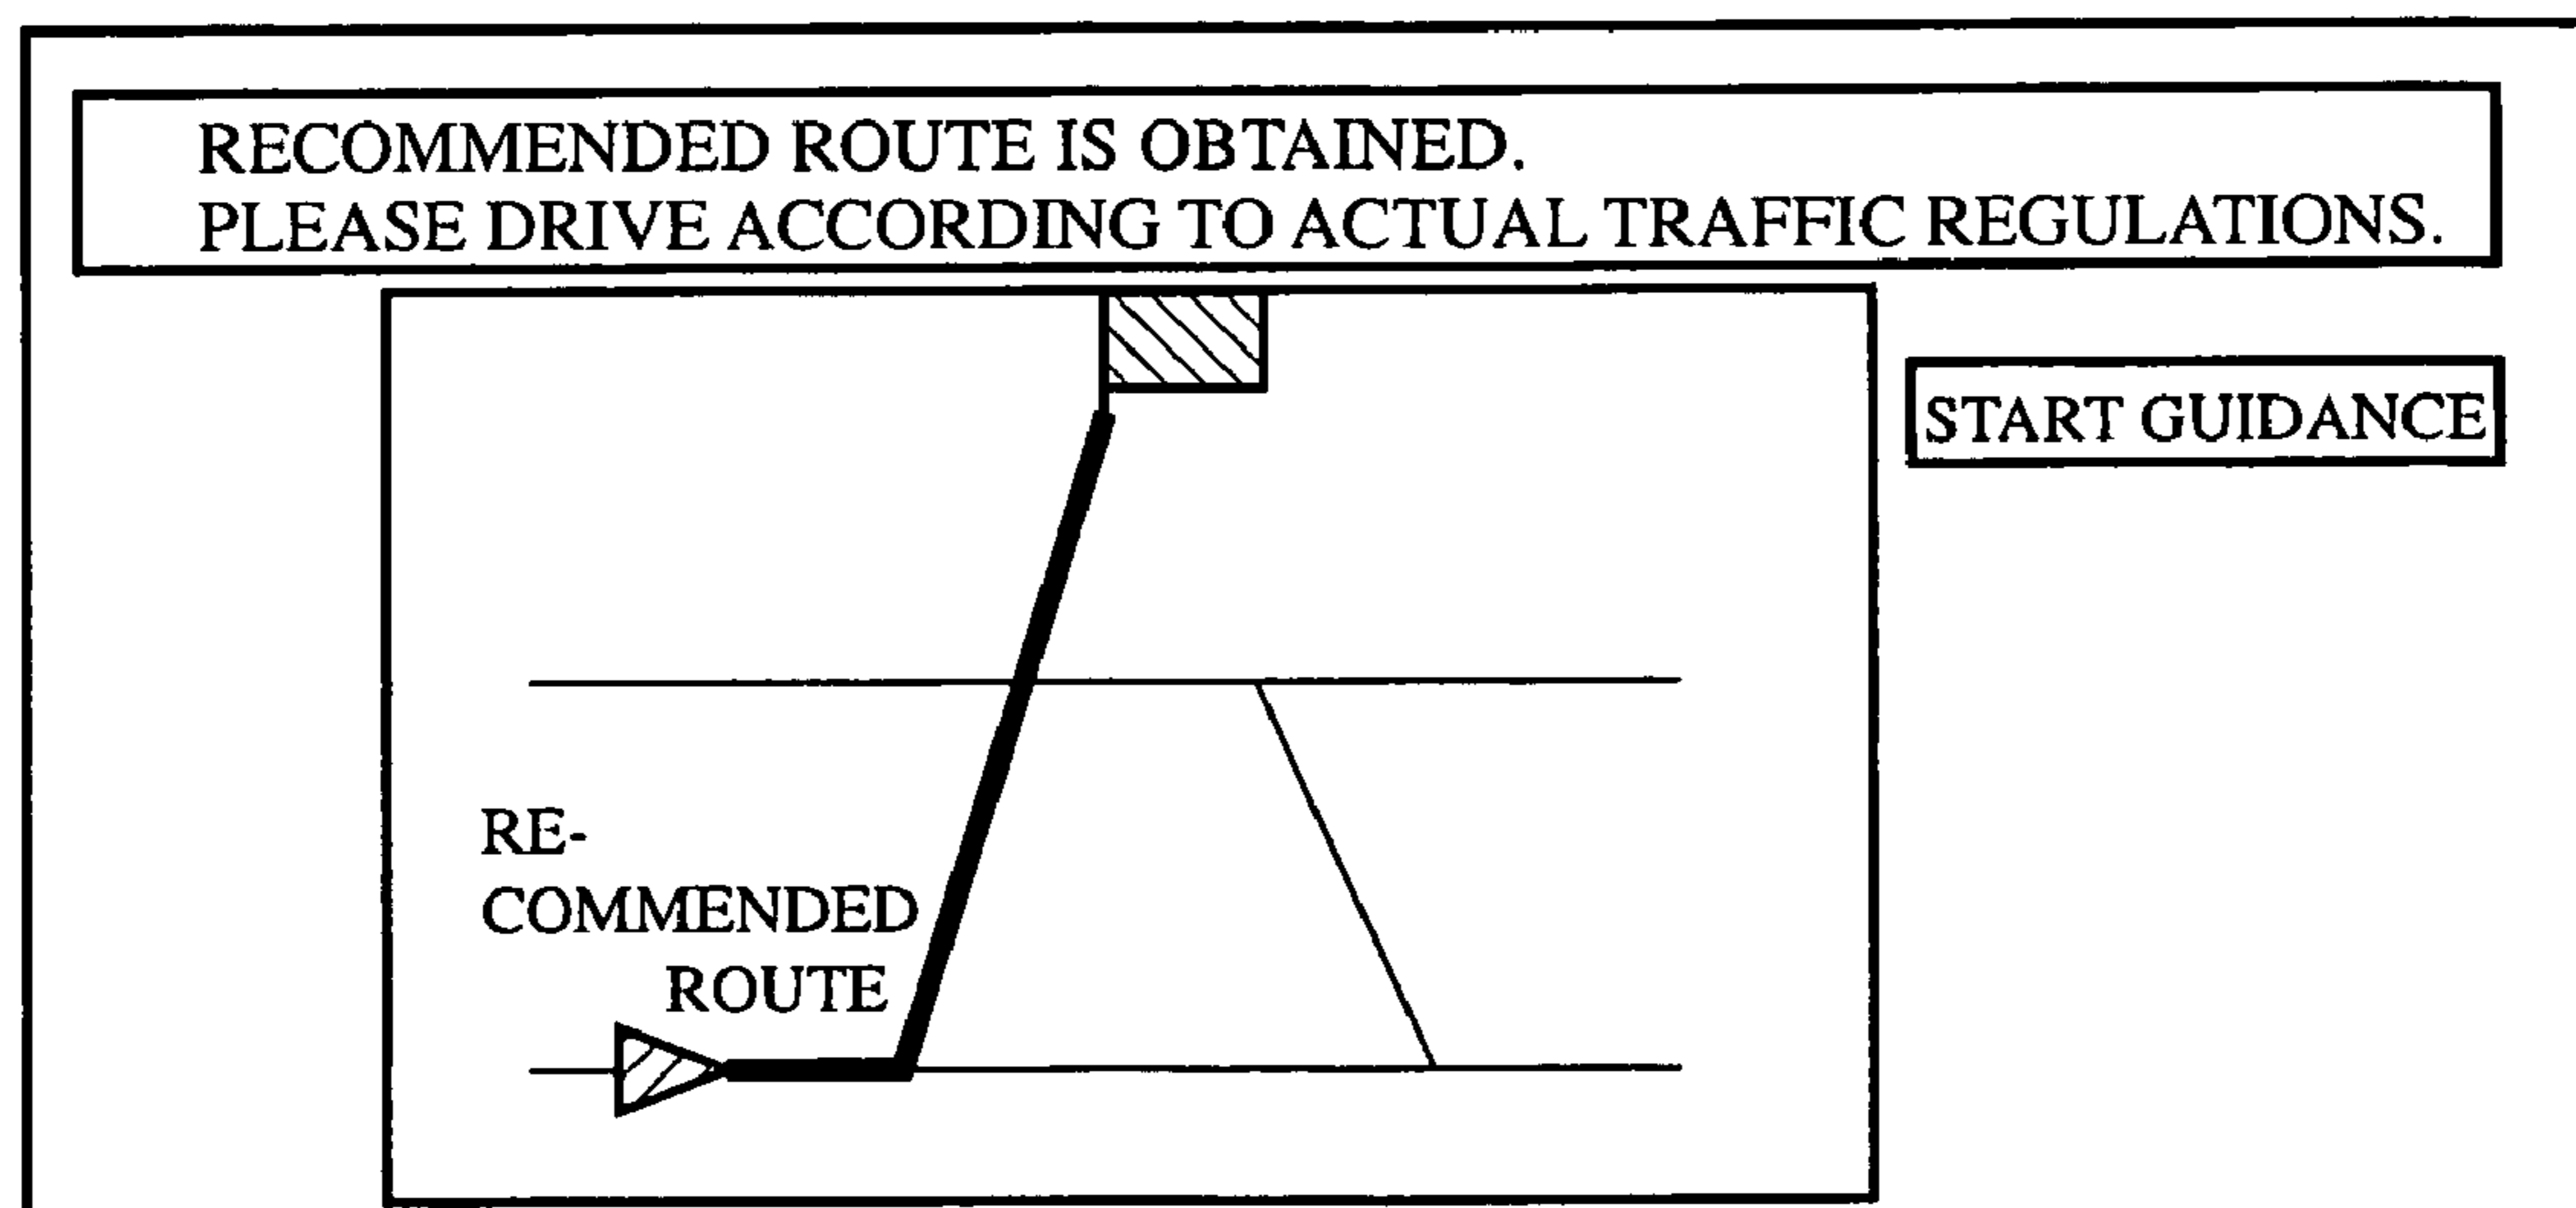 RECOMMENDED ROUTE IS OBTAINED.
PLEASE DRIVE ACCORDING TO ACTUAL TRAFFIC REGULATIONS.
START GUIDANCE
RE-
COMMENDED
ROUTE